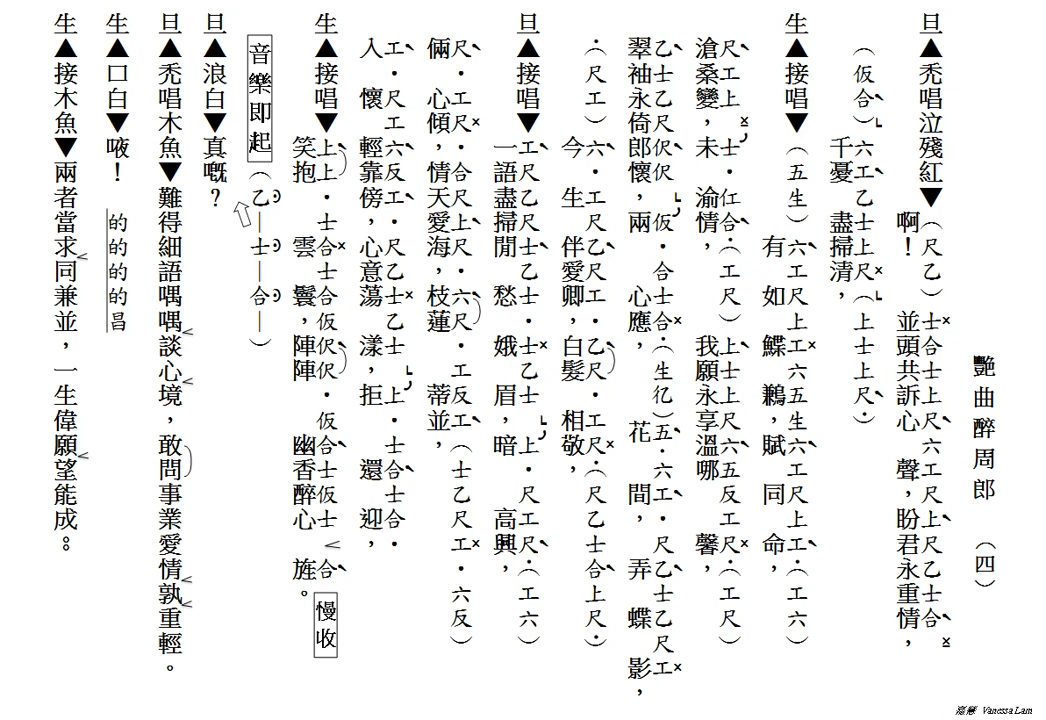 艷曲醉周郎 （四）
旦▲禿唱泣殘紅▼（尺乙）士合士上尺六工尺上尺乙士合
啊！ 並頭共訴心聲，盼君永重情，
（仮合）六工乙士上尺（上士上尺·）
千憂 盡掃清，
生▲接唱▼（五生）六工尺上工六五生六工尺上工·（工六）
有如鰈鶼，賦同命，
尺工上士·仜合·（工尺）上士上尺六五反工尺·（工尺）
滄桑變，未渝情， 我願永享溫哪馨，
乙士乙尺伬伬仮·合士合·（生亿）五·六工·尺乙士乙尺工
翠袖永倚郎懷，兩心應， 花間，弄蝶影，
·（尺工）六·工尺乙尺工·乙尺·工尺·（尺乙士合上尺·）
今生伴愛卿，白髮相敬，
旦▲接唱▼工尺乙尺士乙士·士乙士上·尺工尺·（工六）
一語盡掃閒愁 娥眉，暗高興，
尺·工尺·合尺上尺·六尺·工反工（士乙尺工·六反）
倆·心傾，情天愛海，枝蓮蒂並，
工·尺工六反工·尺乙士乙士上·士合士合·
入懷 輕靠傍，心意蕩漾，拒還迎，
生▲接唱▼上上·士合士合仮伬伬·仮合士仮士合 慢收
笑抱雲鬟，陣陣幽香醉心旌。
音樂即起（乙—士—合—）
旦▲浪白▼真嘅？
旦▲禿唱木魚▼難得細語喁喁談心境，敢問事業愛情孰重輕。
生▲口白▼咴！ 的的的的昌
生▲接木魚▼兩者當求同兼並，一生偉願望能成。
Vanessa Lam